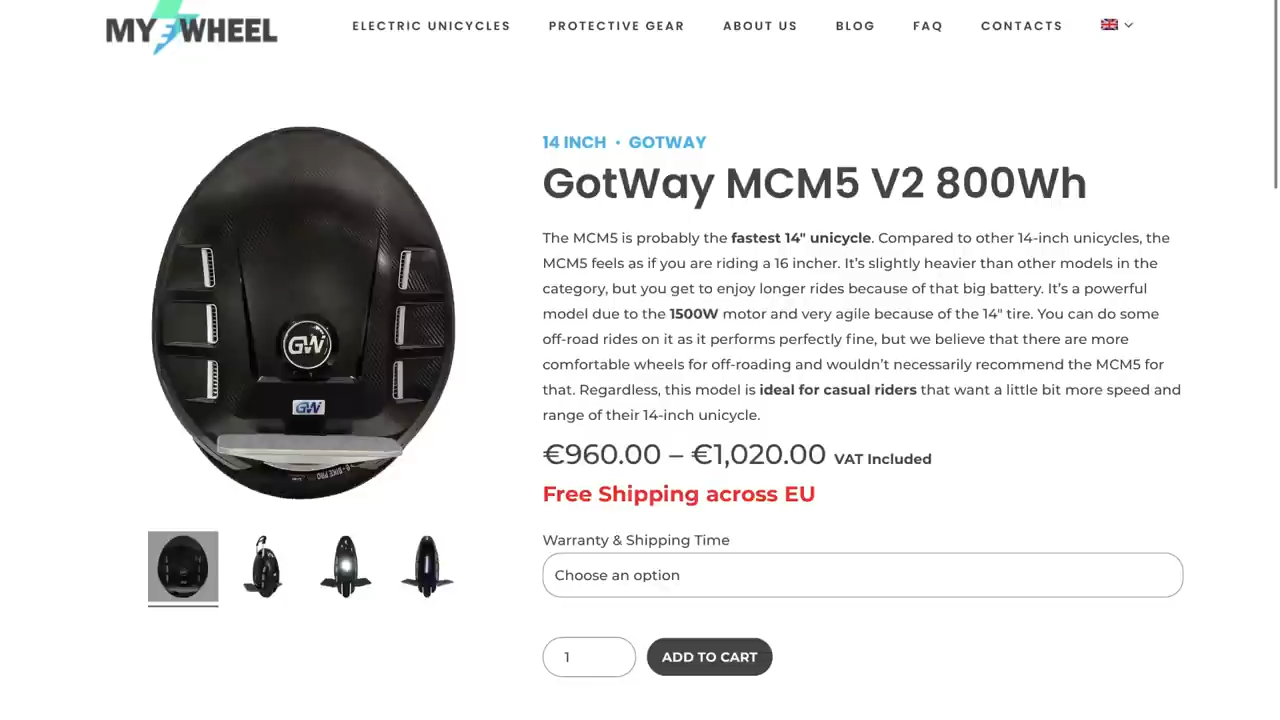 MY WHEEL
ELECTRIC UNICYCLES
PROTECTIVE GEAR
ABOUT US
BLOG
FAQ
CONTACTS
14 INCH · GOTWAY
GotWay MCM5 V2 800Wh
The MCM5 is probably the fastest 14" unicycle. Compared to other 14-inch unicycles, the
MCM5 feels as if you are riding a 16 incher. It’s slightly heavier than other models in the
category, but you get to enjoy longer rides because of that big battery. It’s a powerful
model due to the 1500W motor and very agile because of the 14" tire. You can do some
off-road rides on it as it performs perfectly fine, but we believe that there are more
comfortable wheels for off-roading and wouldn’t necessarily recommend the MCM5 for
that. Regardless, this model is ideal for casual riders that want a little bit more speed and
range of their 14-inch unicycle.
€960.00 – €1,020.00 VAT Included
Free Shipping across EU
Warranty & Shipping Time
Choose an option
1
ADD TO CART
GW
GW